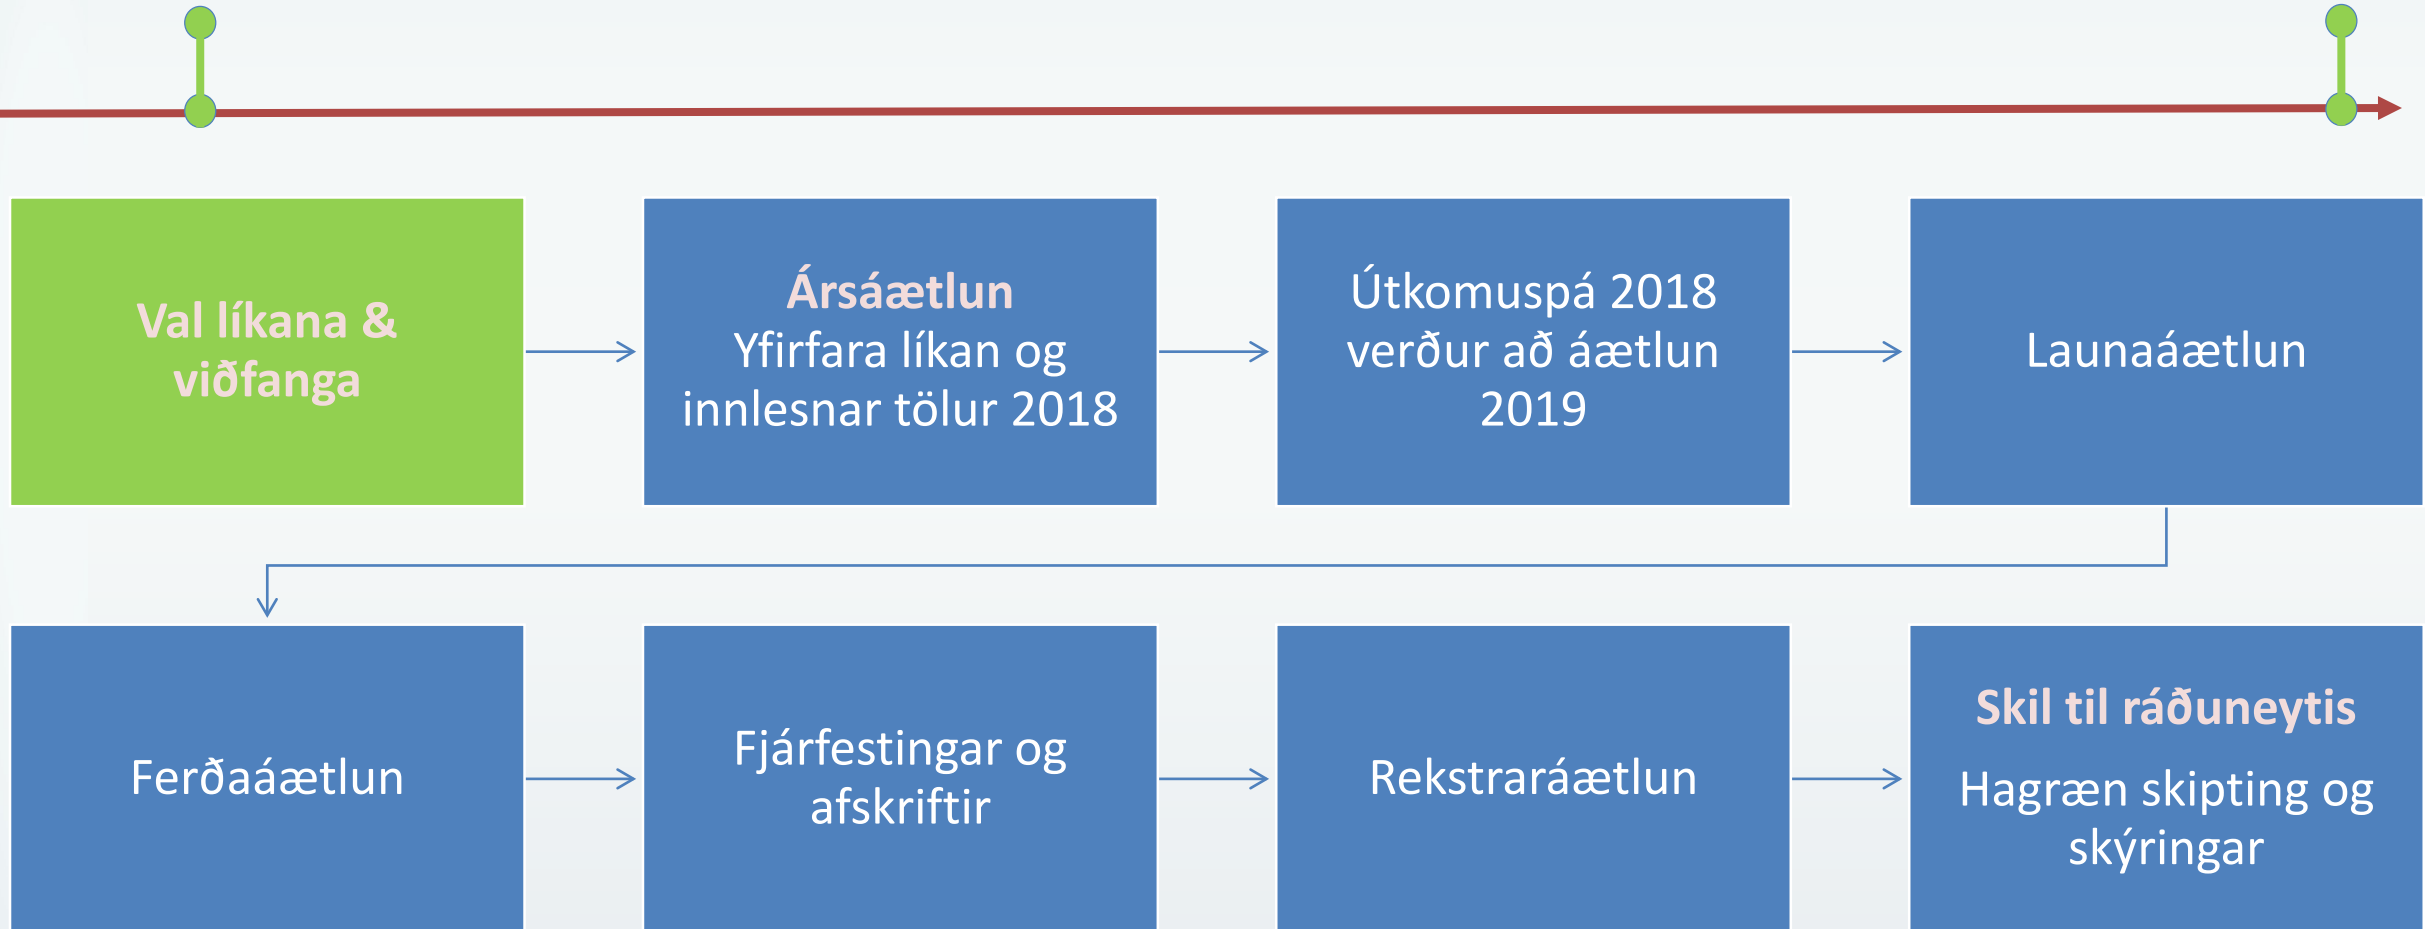 Val líkana &
viðfanga
Ársáætlun
Yfirfara líkan og
innlesnar tölur 2018
Útkomuspá 2018
verður að áætlun
2019
Launaáætlun
Ferðaáætlun
Fjárfestingar og
afskriftir
Rekstraráætlun
Skil til ráðuneytis
Hagræn skipting og
skýringar